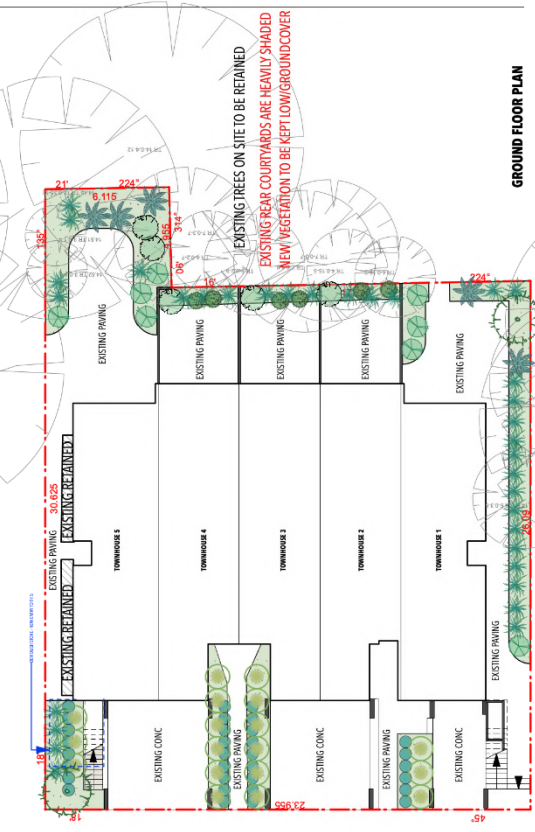 GROUND FLOOR PLAN
EXISTING TREES ON SITE TO BE RETAINED
EXISTING REAR COURTYARDS ARE HEAVILY SHADED
NEW VEGETATION TO BE KEPT LOW/GROUNDCOVER
21'
224°
6.115
135°
314°
90'
EXISTING PAVING
EXISTING PAVING
EXISTING PAVING
EXISTING PAVING
EXISTING PAVING
224°
30.625
EXISTING PAVING
EXISTING RETAINED
EXISTING RETAINED
TOWNHOUSE 5
TOWNHOUSE 4
TOWNHOUSE 3
TOWNHOUSE 2
TOWNHOUSE 1
26.09
EXISTING PAVING
18'
EXISTING CONC
EXISTING PAVING
EXISTING CONC
EXISTING PAVING
EXISTING CONC
23.955
45°